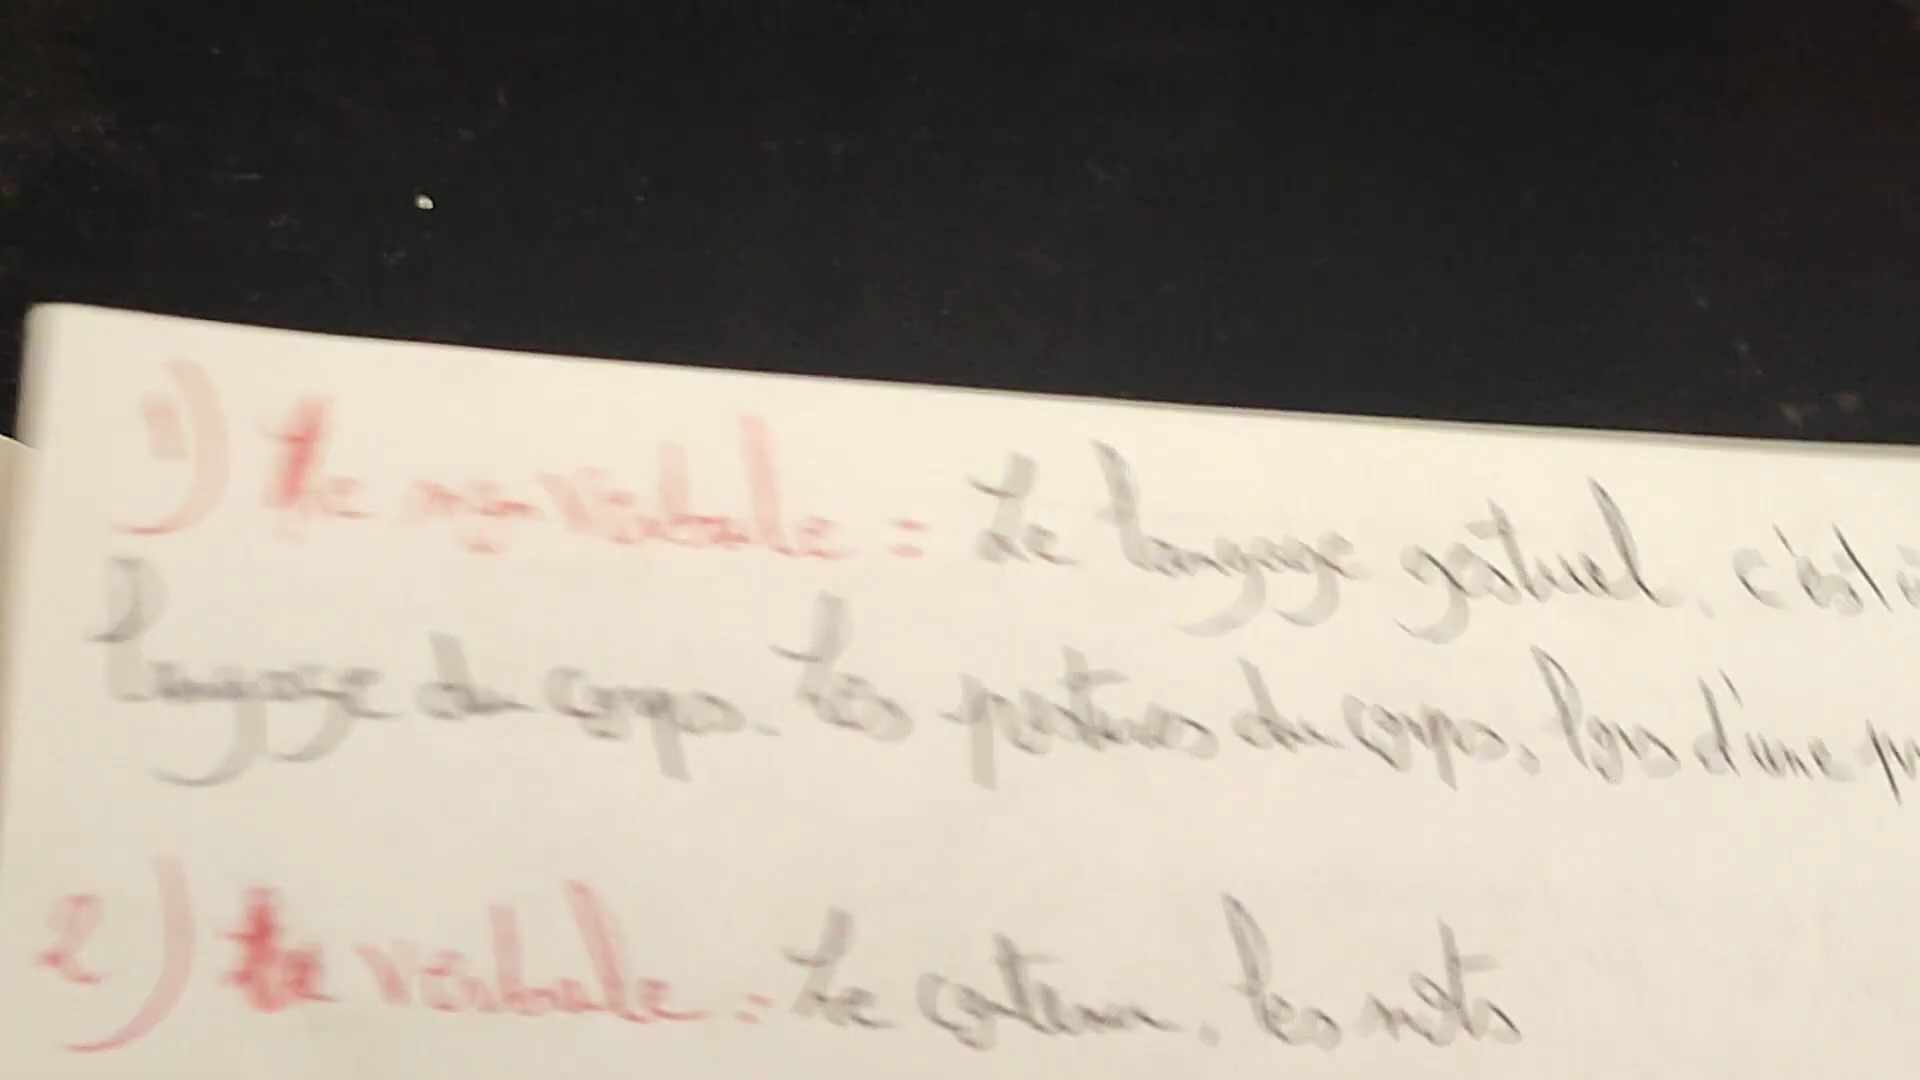 1) Le non verbale : Le langage gestuel, c'est
langage du corps. Les postures du corps, lors d'une
2) Le verbale : Le contenu, les mots